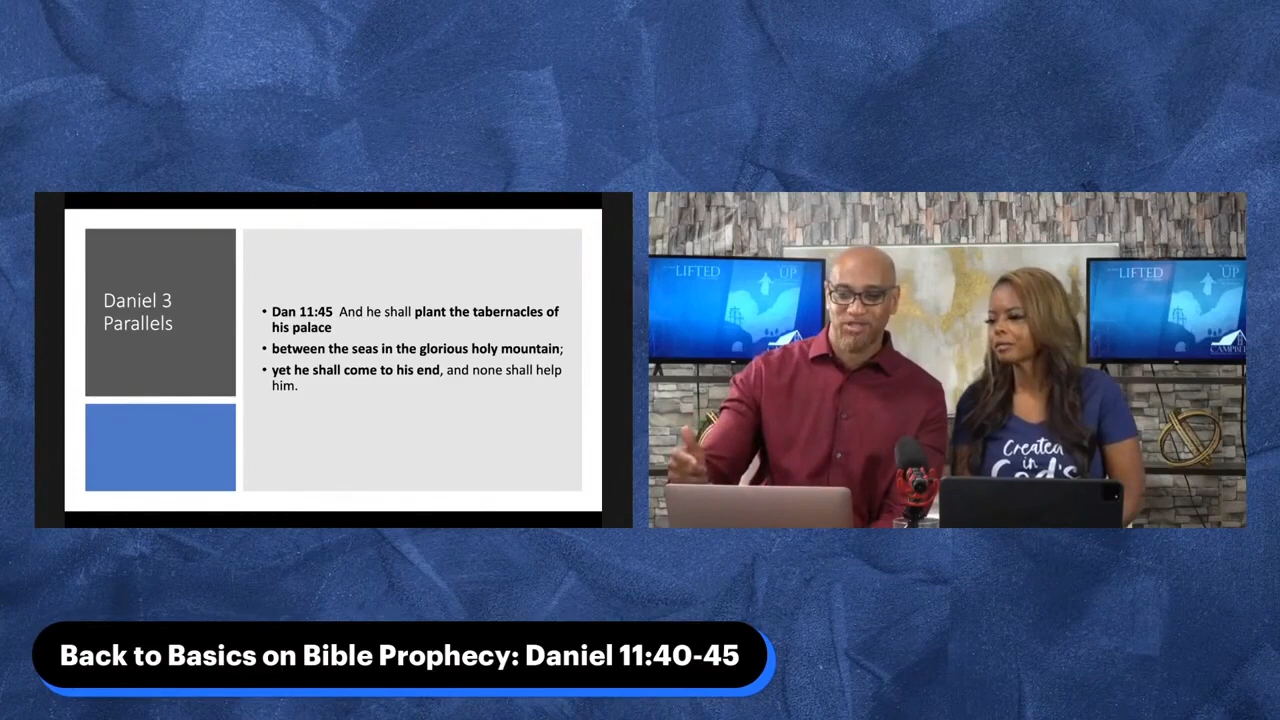 Daniel 3
Parallels
• Dan 11:45 And he shall plant the tabernacles of
his palace
• between the seas in the glorious holy mountain;
• yet he shall come to his end, and none shall help
him.
LIFTED
UP
LIFTED
UP
Created
in
God's
Back to Basics on Bible Prophecy: Daniel 11:40-45